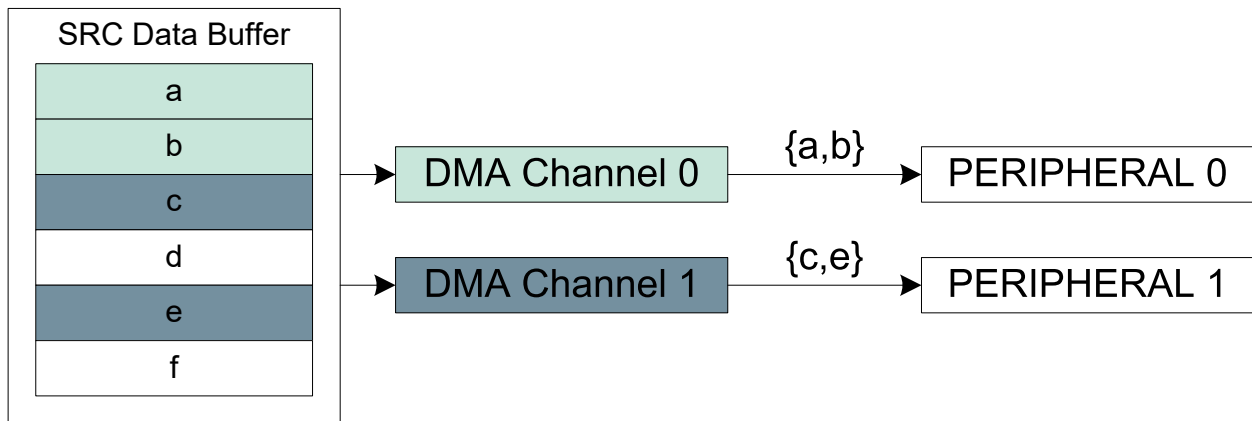 SRC Data Buffer
a
b
c
d
e
f
DMA Channel 0
{a,b}
PERIPHERAL 0
DMA Channel 1
{c,e}
PERIPHERAL 1